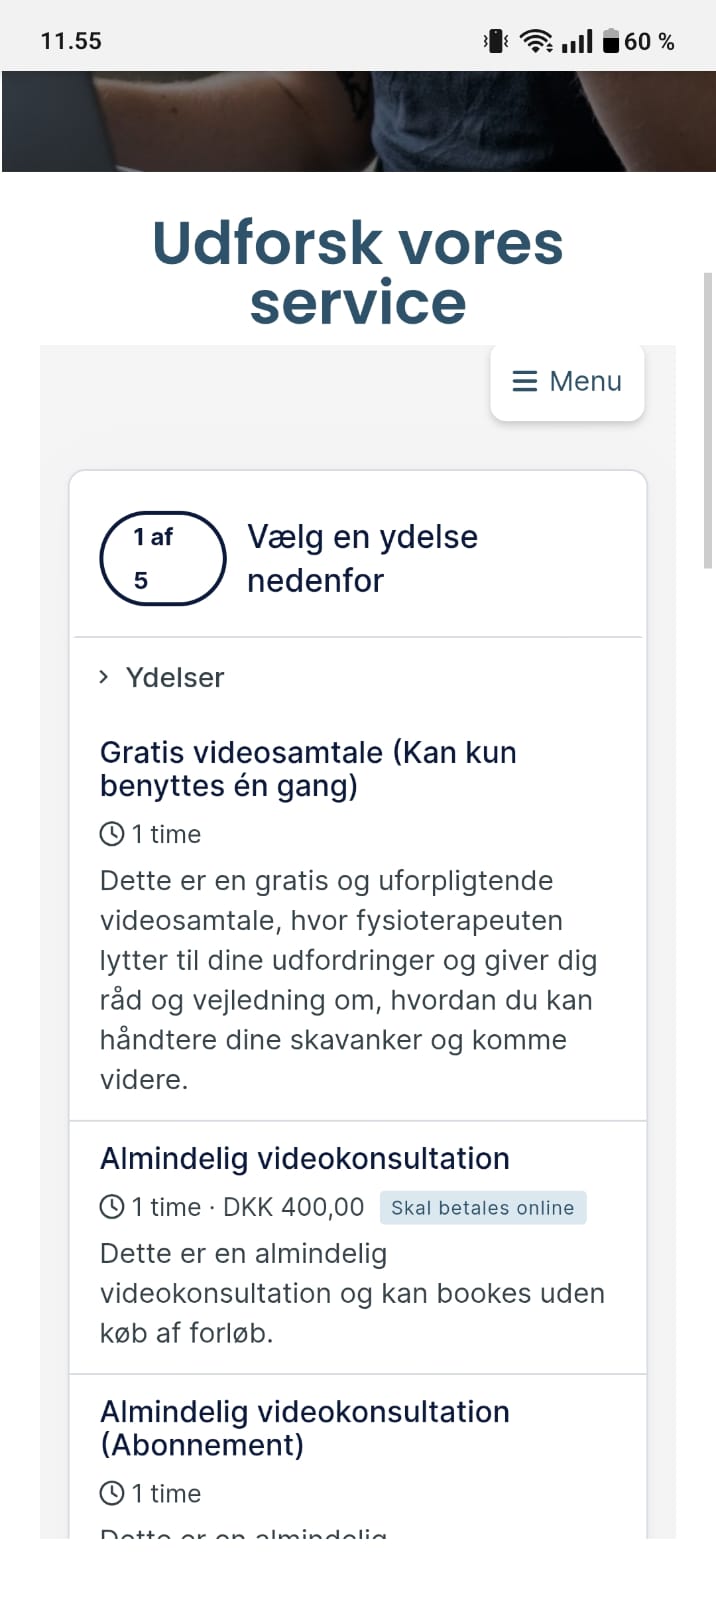 11.55
60 %
Udforsk vores
service
Menu
1 af
5
Vælg en ydelse
nedenfor
Ydelser
Gratis videosamtale (Kan kun
benyttes én gang)
1 time
Dette er en gratis og uforpligtende
videosamtale, hvor fysioterapeuten
lytter til dine udfordringer og giver dig
råd og vejledning om, hvordan du kan
håndtere dine skavanker og komme
videre.
Almindelig videokonsultation
1 time · DKK 400,00 Skal betales online
Dette er en almindelig
videokonsultation og kan bookes uden
køb af forløb.
Almindelig videokonsultation
(Abonnement)
1 time
Dette er en almindelig